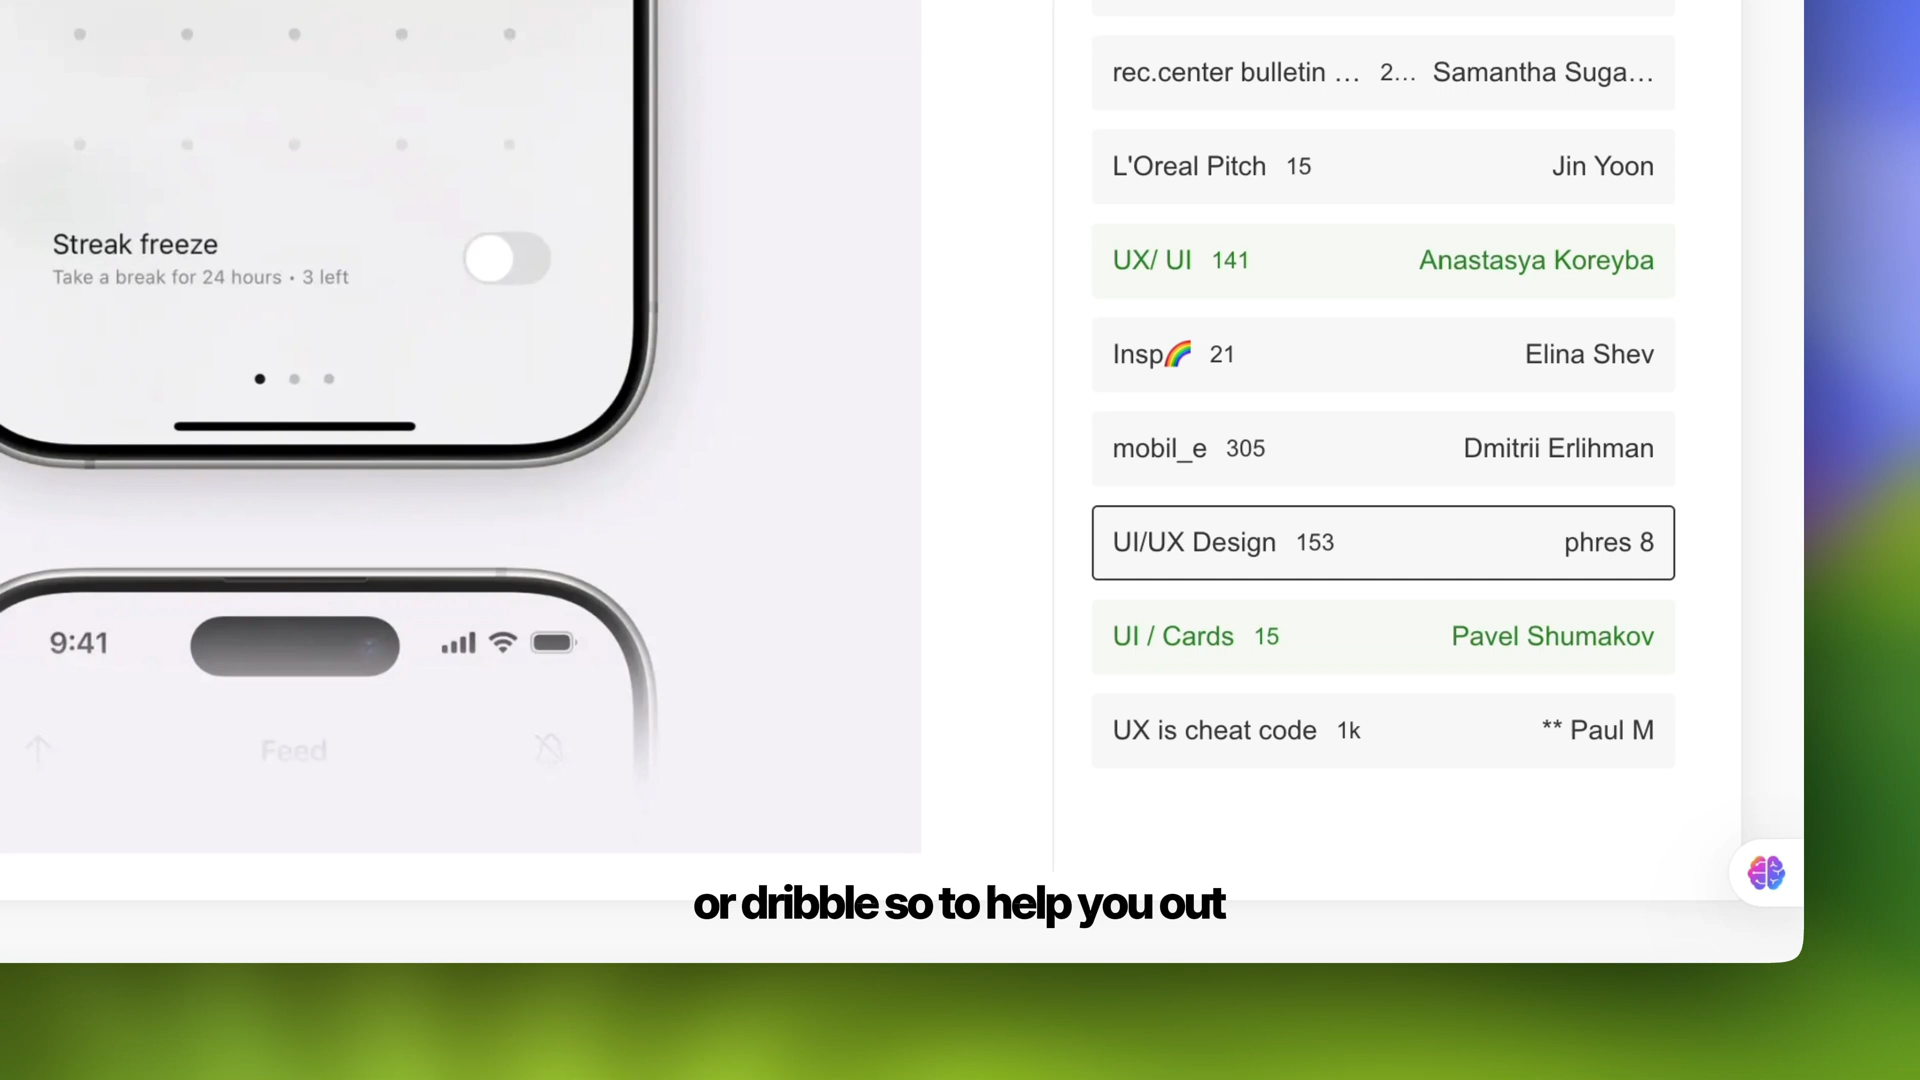 Streak freeze
Take a break for 24 hours • 3 left
9:41
Feed
rec.center bulletin … 2… Samantha Suga…
L'Oreal Pitch 15 Jin Yoon
UX/ UI 141 Anastasya Koreyba
Insp🌈 21 Elina Shev
mobil_e 305 Dmitrii Erlihman
UI/UX Design 153 phres 8
UI / Cards 15 Pavel Shumakov
UX is cheat code 1k ** Paul M
or dribble so to help you out